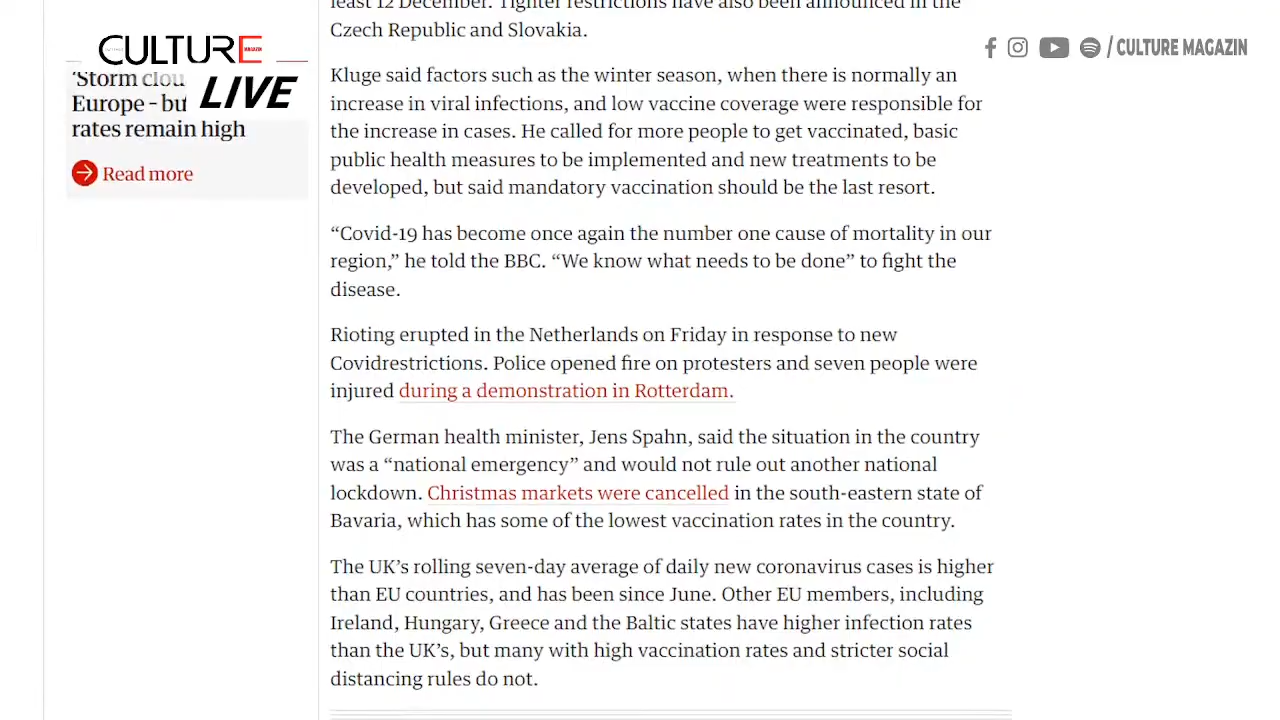 least 12 December. Tighter restrictions have also been announced in the
Czech Republic and Slovakia.
CULTURE
MAGAZIN
LIVE
/ CULTURE MAGAZIN
'Storm clou
Europe – bu
rates remain high
Read more
Kluge said factors such as the winter season, when there is normally an
increase in viral infections, and low vaccine coverage were responsible for
the increase in cases. He called for more people to get vaccinated, basic
public health measures to be implemented and new treatments to be
developed, but said mandatory vaccination should be the last resort.
“Covid-19 has become once again the number one cause of mortality in our
region,” he told the BBC. “We know what needs to be done” to fight the
disease.
Rioting erupted in the Netherlands on Friday in response to new
Covidrestrictions. Police opened fire on protesters and seven people were
injured during a demonstration in Rotterdam.
The German health minister, Jens Spahn, said the situation in the country
was a “national emergency” and would not rule out another national
lockdown. Christmas markets were cancelled in the south-eastern state of
Bavaria, which has some of the lowest vaccination rates in the country.
The UK’s rolling seven-day average of daily new coronavirus cases is higher
than EU countries, and has been since June. Other EU members, including
Ireland, Hungary, Greece and the Baltic states have higher infection rates
than the UK’s, but many with high vaccination rates and stricter social
distancing rules do not.